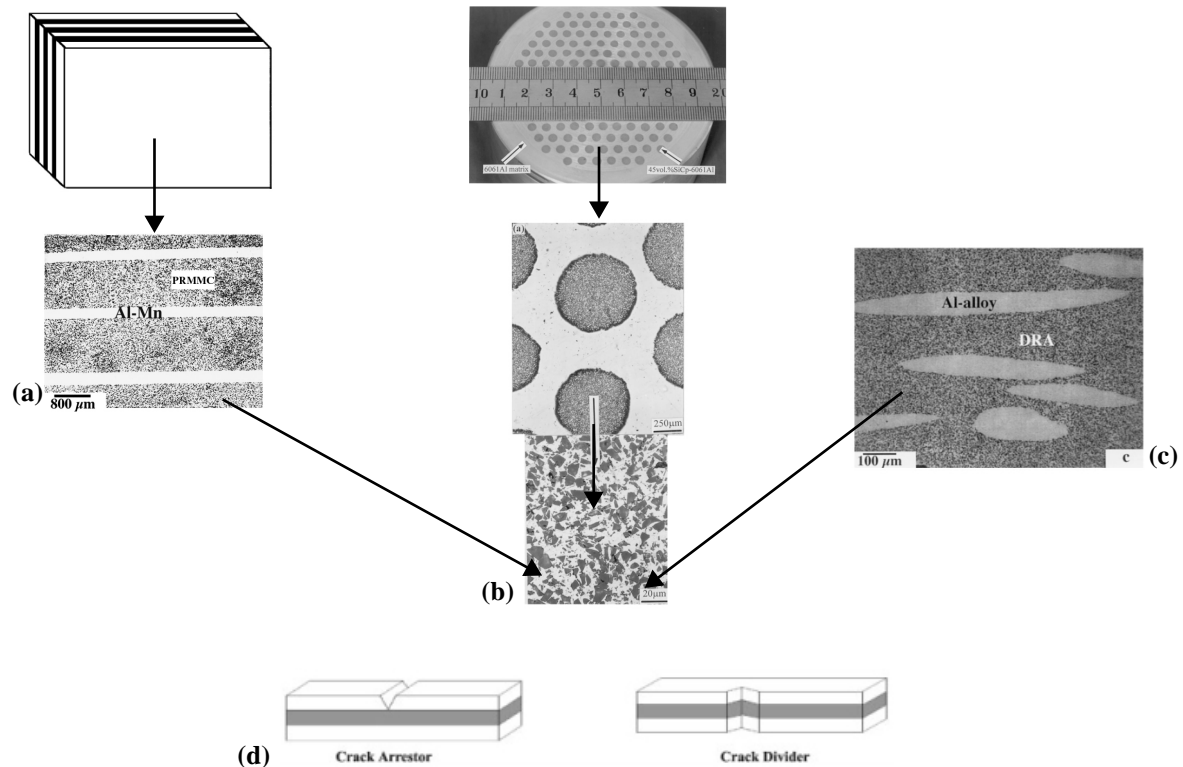 10 1 2 3 4 5 6 7 8 9 20
6061Al matrix
45vol.%SiCp-6061Al
PRMMC
Al-Mn
(a)
800 µm
(a)
250µm
20µm
(b)
Al-alloy
DRA
100 µm
c
(c)
(d)
Crack Arrestor
Crack Divider